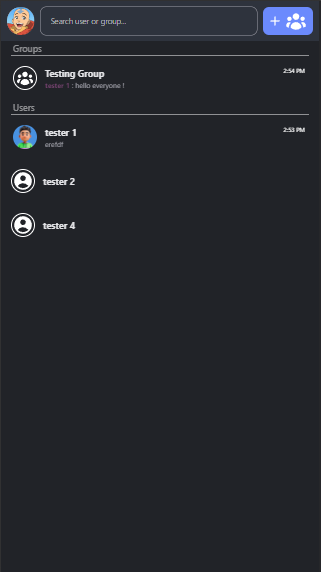 Search user or group...
Groups
Testing Group
2:54 PM
tester 1 : hello everyone !
Users
tester 1
2:53 PM
erefdf
tester 2
tester 4